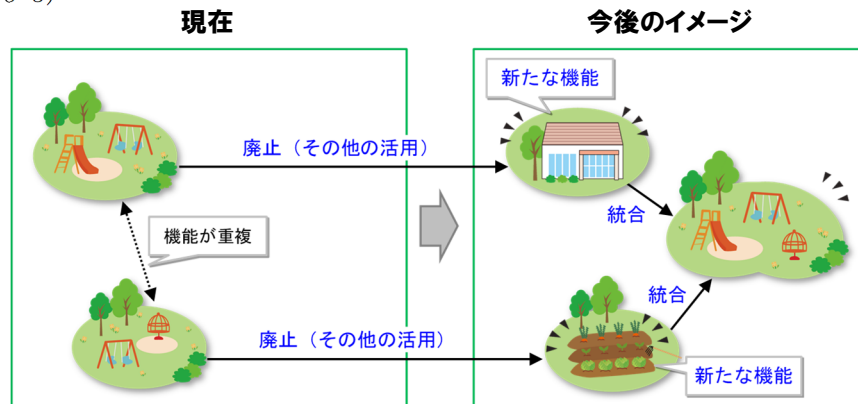 現在
今後のイメージ
新たな機能
廃止（その他の活用）
統合
機能が重複
統合
廃止（その他の活用）
新たな機能